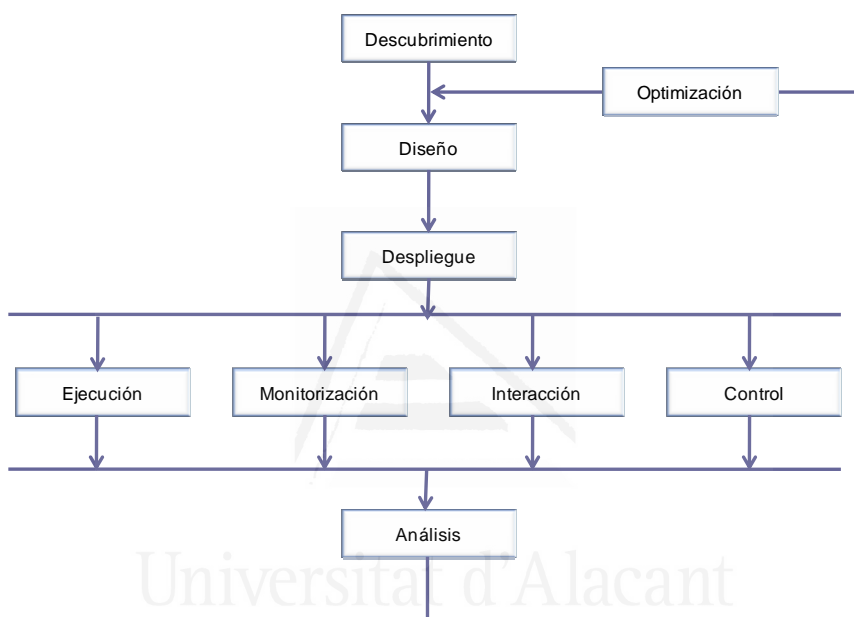 Descubrimiento
Optimización
Diseño
Despliegue
Ejecución
Monitorización
Interacción
Control
Análisis
Universitat d'Alacant